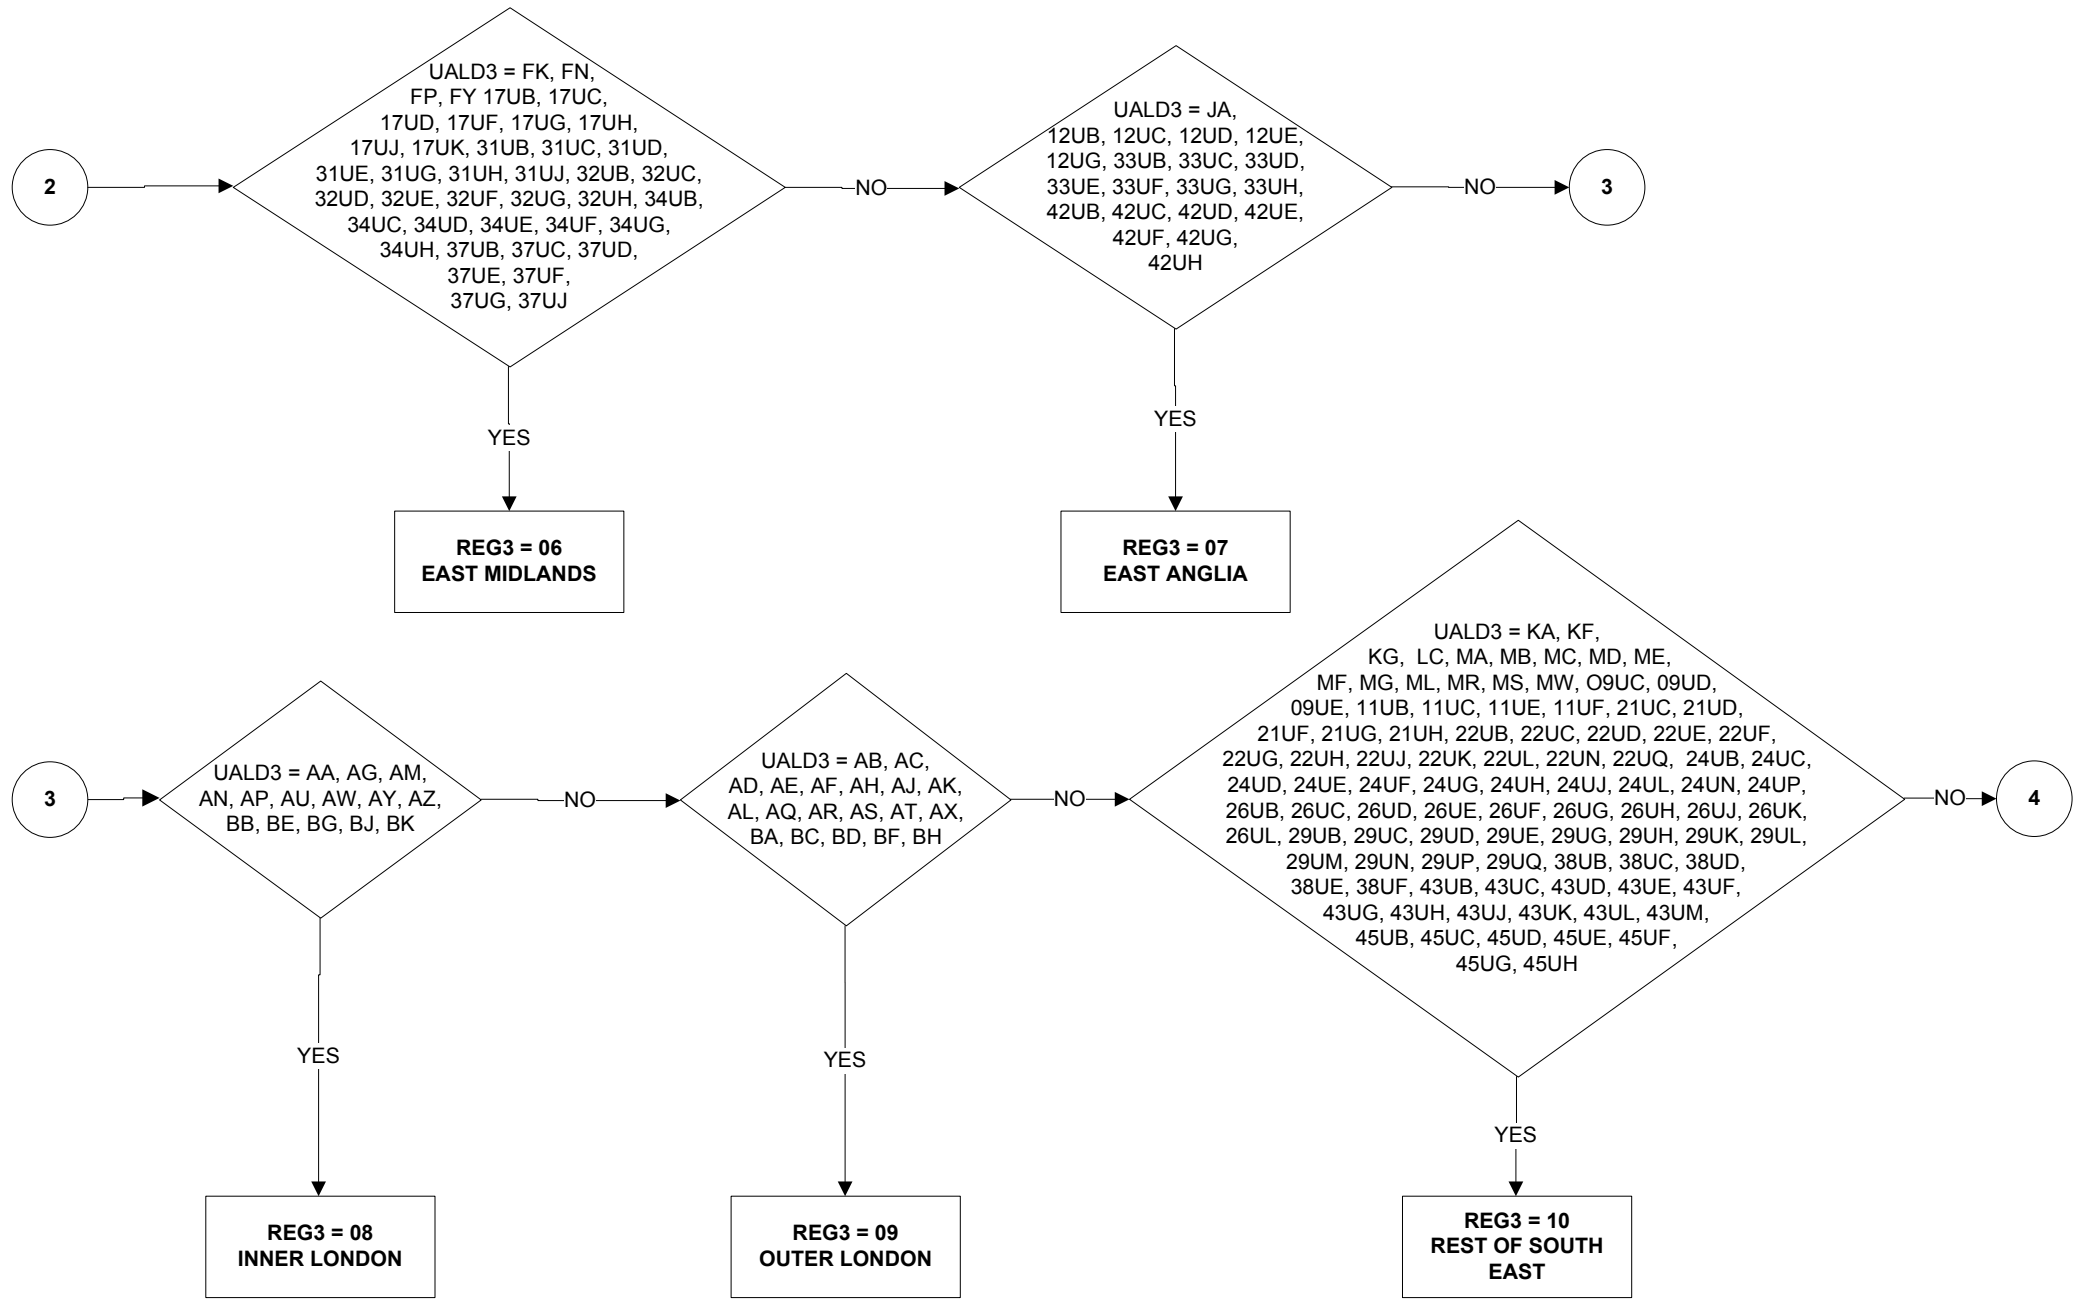 2
UALD3 = FK, FN,
FP, FY 17UB, 17UC,
17UD, 17UF, 17UG, 17UH,
17UJ, 17UK, 31UB, 31UC, 31UD,
31UE, 31UG, 31UH, 31UJ, 32UB, 32UC,
32UD, 32UE, 32UF, 32UG, 32UH, 34UB,
34UC, 34UD, 34UE, 34UF, 34UG,
34UH, 37UB, 37UC, 37UD,
37UE, 37UF,
37UG, 37UJ
NO
UALD3 = JA,
12UB, 12UC, 12UD, 12UE,
12UG, 33UB, 33UC, 33UD,
33UE, 33UF, 33UG, 33UH,
42UB, 42UC, 42UD, 42UE,
42UF, 42UG,
42UH
NO
3
YES
YES
REG3 = 06
EAST MIDLANDS
REG3 = 07
EAST ANGLIA
3
UALD3 = AA, AG, AM,
AN, AP, AU, AW, AY, AZ,
BB, BE, BG, BJ, BK
NO
UALD3 = AB, AC,
AD, AE, AF, AH, AJ, AK,
AL, AQ, AR, AS, AT, AX,
BA, BC, BD, BF, BH
NO
UALD3 = KA, KF,
KG, LC, MA, MB, MC, MD, ME,
MF, MG, ML, MR, MS, MW, O9UC, 09UD,
09UE, 11UB, 11UC, 11UE, 11UF, 21UC, 21UD,
21UF, 21UG, 21UH, 22UB, 22UC, 22UD, 22UE, 22UF,
22UG, 22UH, 22UJ, 22UK, 22UL, 22UN, 22UQ, 24UB, 24UC,
24UD, 24UE, 24UF, 24UG, 24UH, 24UJ, 24UL, 24UN, 24UP,
26UB, 26UC, 26UD, 26UE, 26UF, 26UG, 26UH, 26UJ, 26UK,
26UL, 29UB, 29UC, 29UD, 29UE, 29UG, 29UH, 29UK, 29UL,
29UM, 29UN, 29UP, 29UQ, 38UB, 38UC, 38UD,
38UE, 38UF, 43UB, 43UC, 43UD, 43UE, 43UF,
43UG, 43UH, 43UJ, 43UK, 43UL, 43UM,
45UB, 45UC, 45UD, 45UE, 45UF,
45UG, 45UH
NO
4
YES
YES
YES
REG3 = 08
INNER LONDON
REG3 = 09
OUTER LONDON
REG3 = 10
REST OF SOUTH
EAST